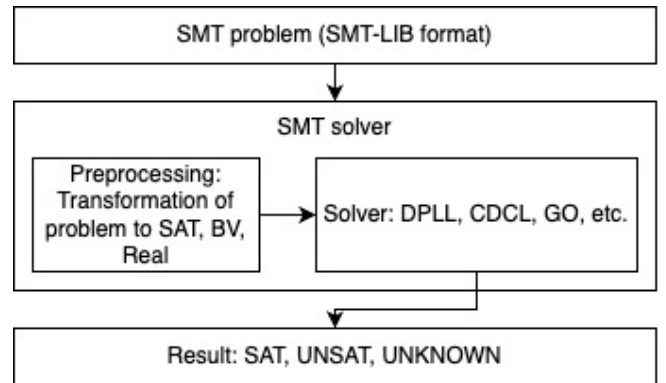 SMT problem (SMT-LIB format)
SMT solver
Preprocessing:
Transformation of
problem to SAT, BV,
Real
Solver: DPLL, CDCL, GO, etc.
Result: SAT, UNSAT, UNKNOWN